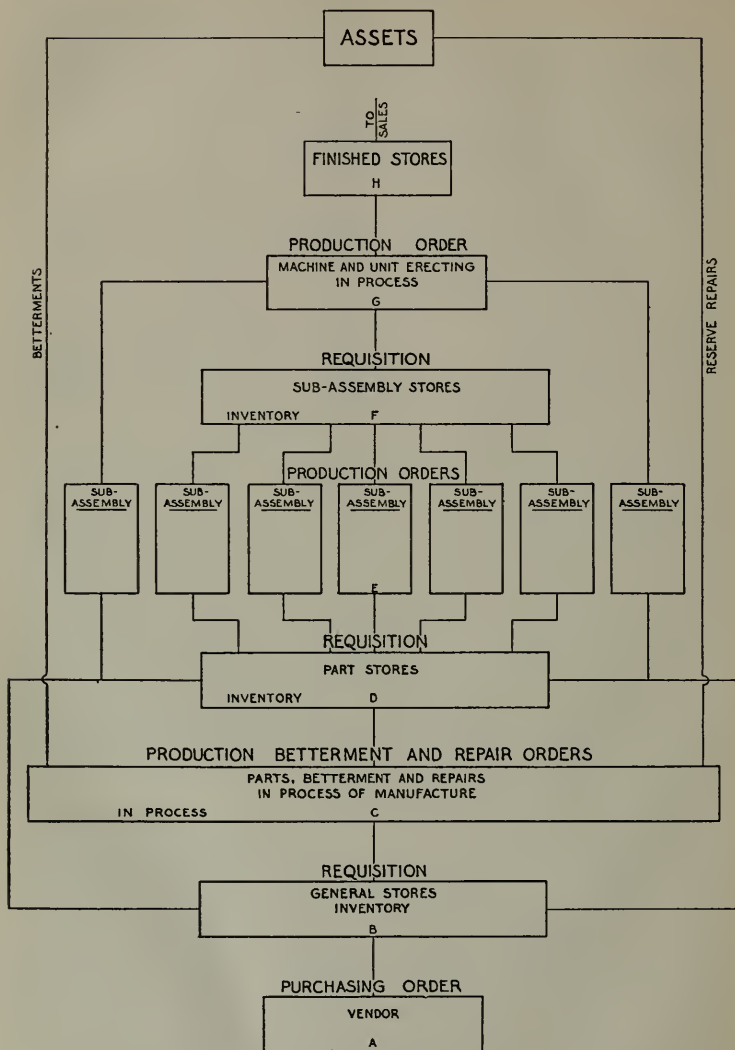 ASSETS
TO
SALES
FINISHED STORES
H
PRODUCTION ORDER
MACHINE AND UNIT ERECTING
IN PROCESS
G
BETTERMENTS
RESERVE REPAIRS
REQUISITION
SUB-ASSEMBLY STORES
INVENTORY F
PRODUCTION ORDERS
SUB-
ASSEMBLY
SUB-
ASSEMBLY
SUB-
ASSEMBLY
SUB-
ASSEMBLY
E
SUB-
ASSEMBLY
SUB-
ASSEMBLY
SUB-
ASSEMBLY
REQUISITION
PART STORES
INVENTORY D
PRODUCTION BETTERMENT AND REPAIR ORDERS
PARTS, BETTERMENT AND REPAIRS
IN PROCESS OF MANUFACTURE
IN PROCESS C
REQUISITION
GENERAL STORES
INVENTORY
B
PURCHASING ORDER
VENDOR
A